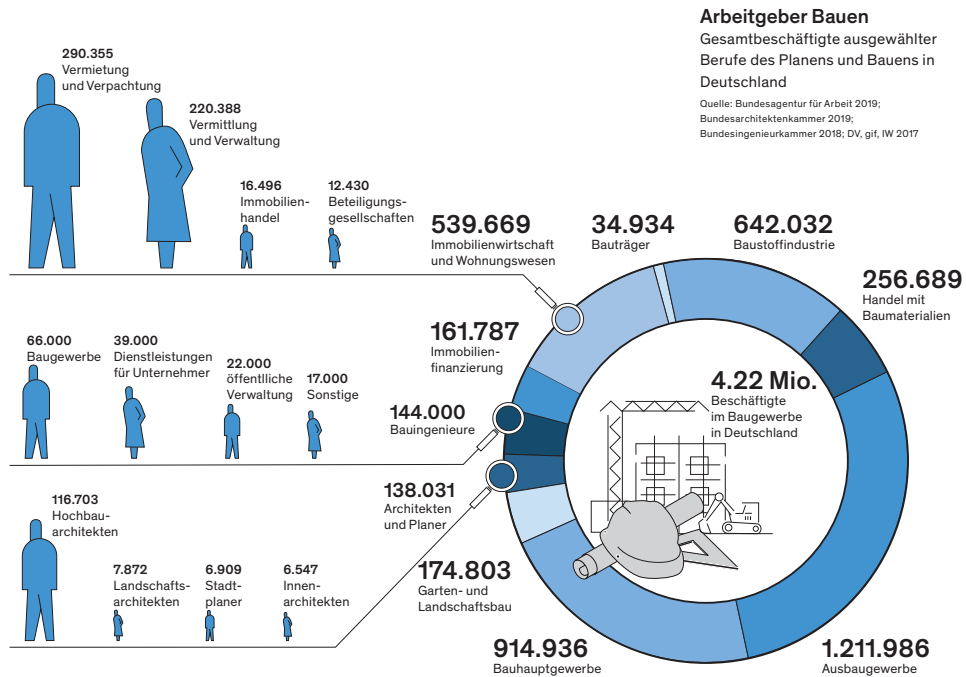 Arbeitgeber Bauen
Gesamtbeschäftigte ausgewählter
Berufe des Planens und Bauens in
Deutschland
Quelle: Bundesagentur für Arbeit 2019;
Bundesarchitektenkammer 2019;
Bundesingenieurkammer 2018; DV, gif, IW 2017
290.355
Vermietung
und Verpachtung
220.388
Vermittlung
und Verwaltung
16.496
Immobilien-
handel
12.430
Beteiligungs-
gesellschaften
539.669
Immobilienwirtschaft
und Wohnungswesen
34.934
Bauträger
642.032
Baustoffindustrie
256.689
Handel mit
Baumaterialien
161.787
Immobilien-
finanzierung
66.000
Baugewerbe
39.000
Dienstleistungen
für Unternehmer
22.000
öffentlliche
Verwaltung
17.000
Sonstige
144.000
Bauingenieure
4.22 Mio.
Beschäftigte
im Baugewerbe
in Deutschland
138.031
Architekten
und Planer
116.703
Hochbau-
architekten
7.872
Landschafts-
architekten
6.909
Stadt-
planer
6.547
Innen-
architekten
174.803
Garten- und
Landschaftsbau
914.936
Bauhauptgewerbe
1.211.986
Ausbaugewerbe